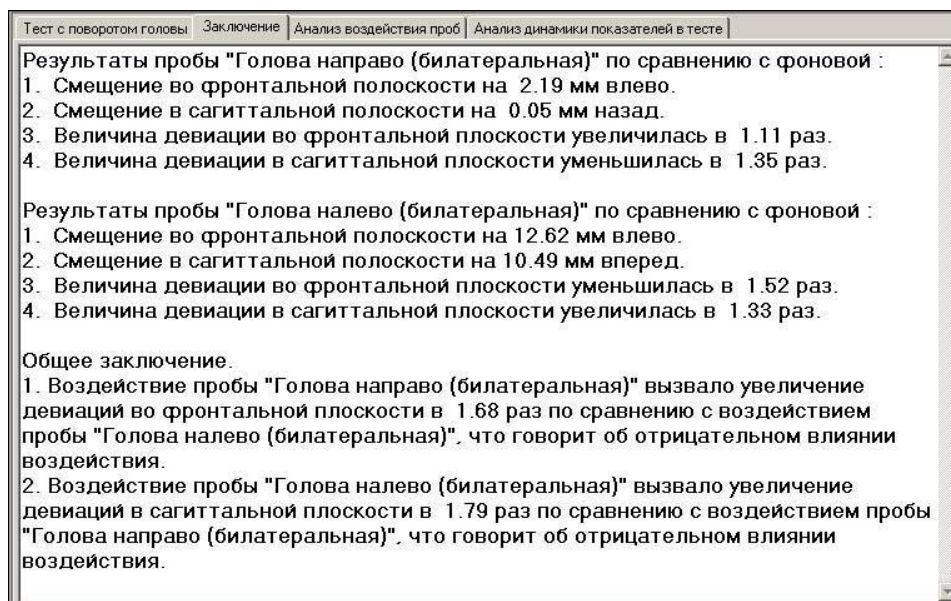 Тест с поворотом головы Заключение Анализ воздействия проб Анализ динамики показателей в тесте
Результаты пробы "Голова направо (билатеральная)" по сравнению с фоновой :
1. Смещение во фронтальной полоскости на 2.19 мм влево.
2. Смещение в сагиттальной полоскости на 0.05 мм назад.
3. Величина девиации во фронтальной плоскости увеличилась в 1.11 раз.
4. Величина девиации в сагиттальной плоскости уменьшилась в 1.35 раз.
Результаты пробы "Голова налево (билатеральная)" по сравнению с фоновой :
1. Смещение во фронтальной полоскости на 12.62 мм влево.
2. Смещение в сагиттальной полоскости на 10.49 мм вперед.
3. Величина девиации во фронтальной плоскости уменьшилась в 1.52 раз.
4. Величина девиации в сагиттальной плоскости увеличилась в 1.33 раз.
Общее заключение.
1. Воздействие пробы "Голова направо (билатеральная)" вызвало увеличение
девиаций во фронтальной плоскости в 1.68 раз по сравнению с воздействием
пробы "Голова налево (билатеральная)", что говорит об отрицательном влиянии
воздействия.
2. Воздействие пробы "Голова налево (билатеральная)" вызвало увеличение
девиаций в сагиттальной плоскости в 1.79 раз по сравнению с воздействием пробы
"Голова направо (билатеральная)", что говорит об отрицательном влиянии
воздействия.